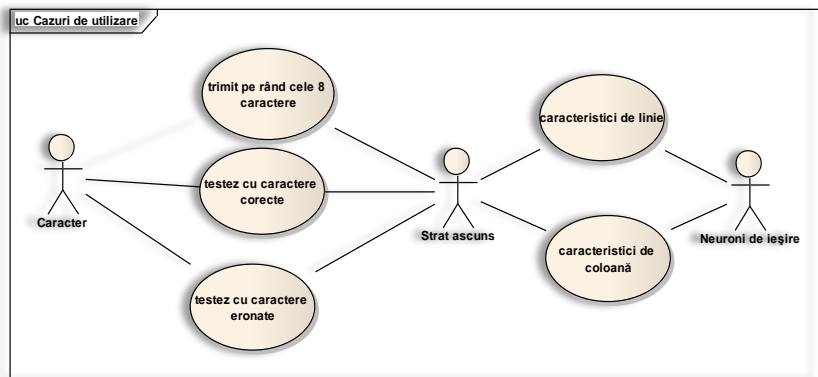 uc Cazuri de utilizare
trimit pe rând cele 8
caractere
caracteristici de linie
testez cu caractere
corecte
Caracter
Strat ascuns
Neuroni de ieşire
caracteristici de
coloană
testez cu caractere
eronate